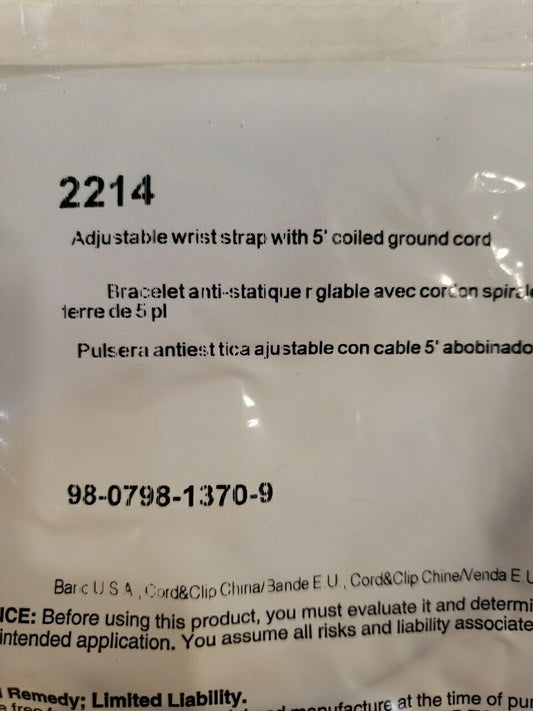 2214
Adjustable wrist strap with 5' coiled ground cord
Bracelet anti-statique r glable avec cordon spiral
terre de 5 pi
Pulsera antiest tica ajustable con cable 5' abobinado
98-0798-1370-9
Band U.S.A., Cord&Clip China/Bande E.U., Cord&Clip Chine/Venda E.U
ICE: Before using this product, you must evaluate it and determi
intended application. You assume all risks and liability associate
Remedy; Limited Liability.
manufacture at the time of pur